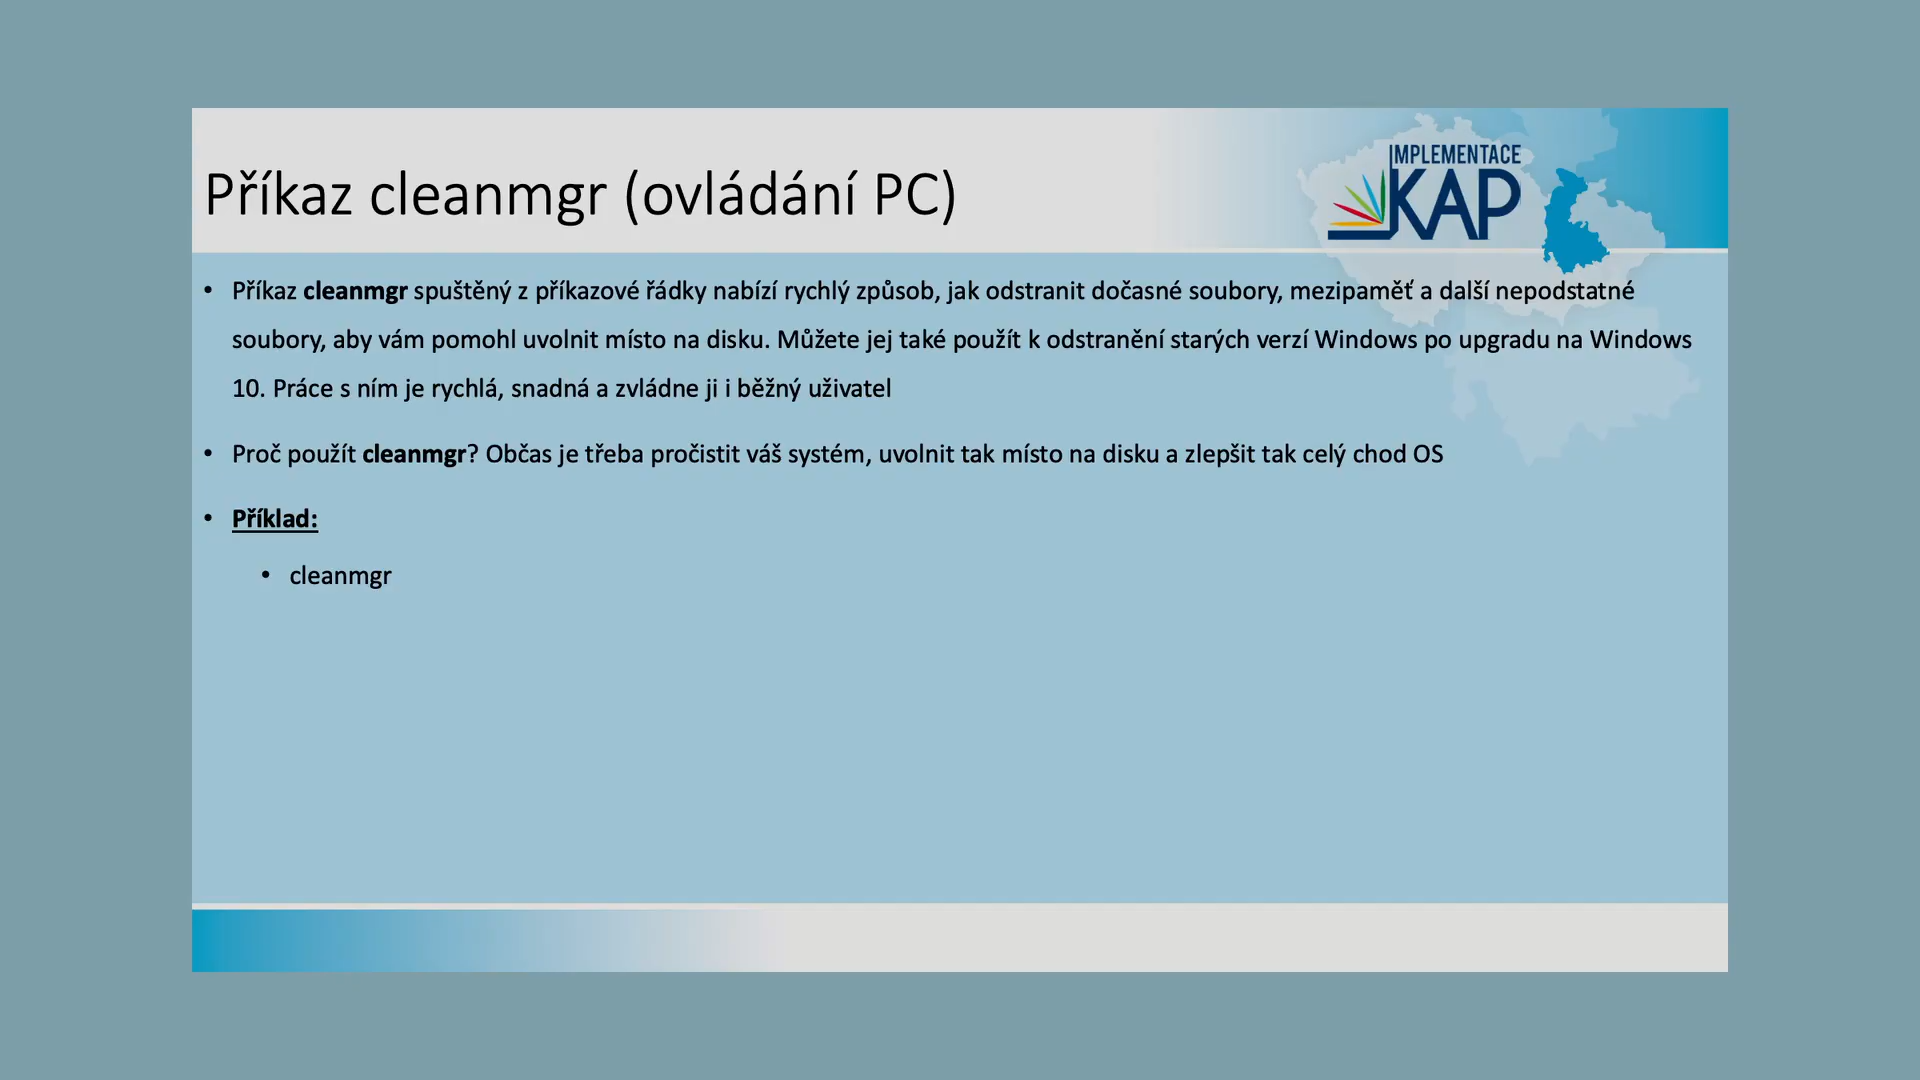 IMPLEMENTACE
KAP
Příkaz cleanmgr (ovládání PC)
• Příkaz cleanmgr spuštěný z příkazové řádky nabízí rychlý způsob, jak odstranit dočasné soubory, mezipaměť a další nepodstatné
soubory, aby vám pomohl uvolnit místo na disku. Můžete jej také použít k odstranění starých verzí Windows po upgradu na Windows
10. Práce s ním je rychlá, snadná a zvládne ji i běžný uživatel
• Proč použít cleanmgr? Občas je třeba pročistit váš systém, uvolnit tak místo na disku a zlepšit tak celý chod OS
• Příklad:
• cleanmgr